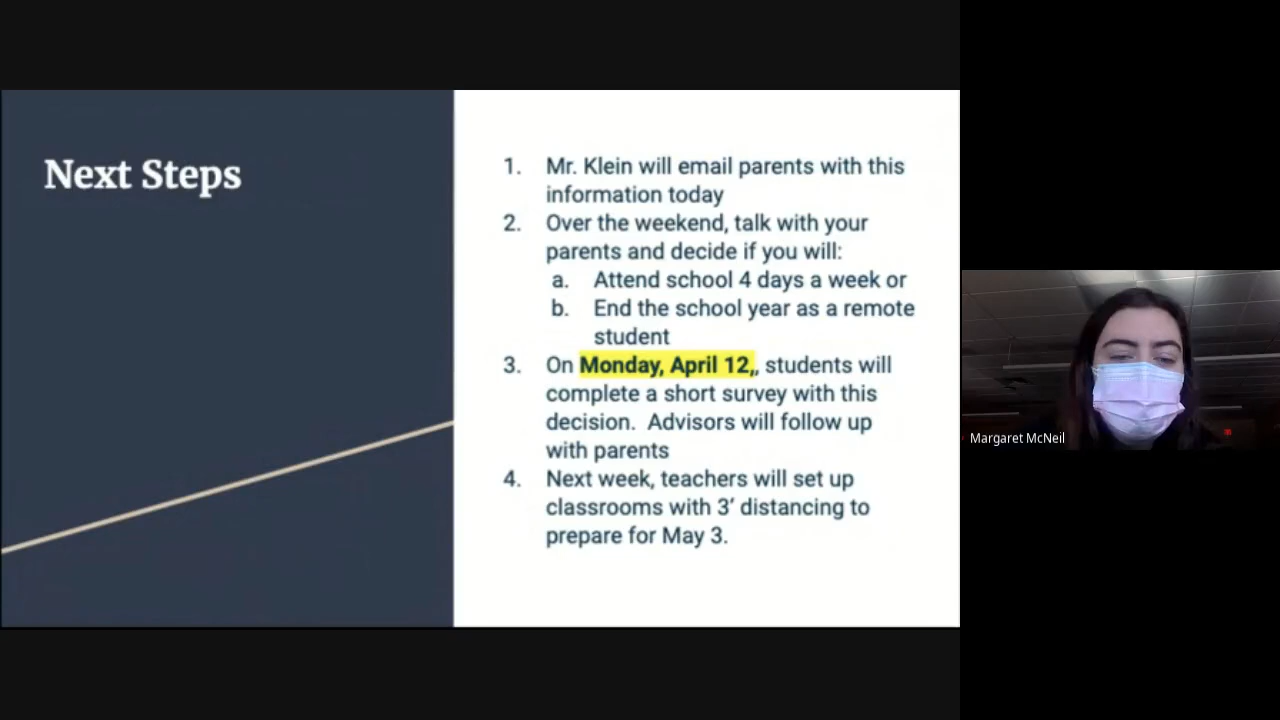 Next Steps
1. Mr. Klein will email parents with this
information today
2. Over the weekend, talk with your
parents and decide if you will:
a. Attend school 4 days a week or
b. End the school year as a remote
student
3. On Monday, April 12,, students will
complete a short survey with this
decision.  Advisors will follow up
with parents
4. Next week, teachers will set up
classrooms with 3’ distancing to
prepare for May 3.
Margaret McNeil